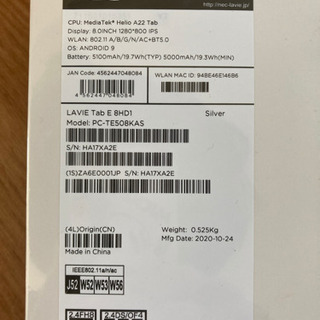 http://nec-lavie.jp/
CPU: MediaTek® Helio A22 Tab
Display: 8.0inch 1280*800 IPS
WLAN: 802.11 A/B/G/N/AC+BT5.0
OS: ANDROID 9
Battery: 5100mAh/19.7Wh(TYP) 5000mAh/19.3Wh(MIN)
JAN Code: 4562447048084
WLAN MAC ID: 94BE46E146B6
4 562447 048084
LAVIE Tab E 8HD1 Silver
Model: PC-TE508KAS
S/N: HA17XA2E
S/N: HA17XA2E
(1S)ZA6E0001JP S/N: HA17XA2E
(4L)Origin(CN)
Weight: 0.525Kg
Mfg Date: 2020-10-24
Made in China
IEEE802.11a/n/ac
J52 W52 W53 W56
2.4FH8 2.4DS/OF4